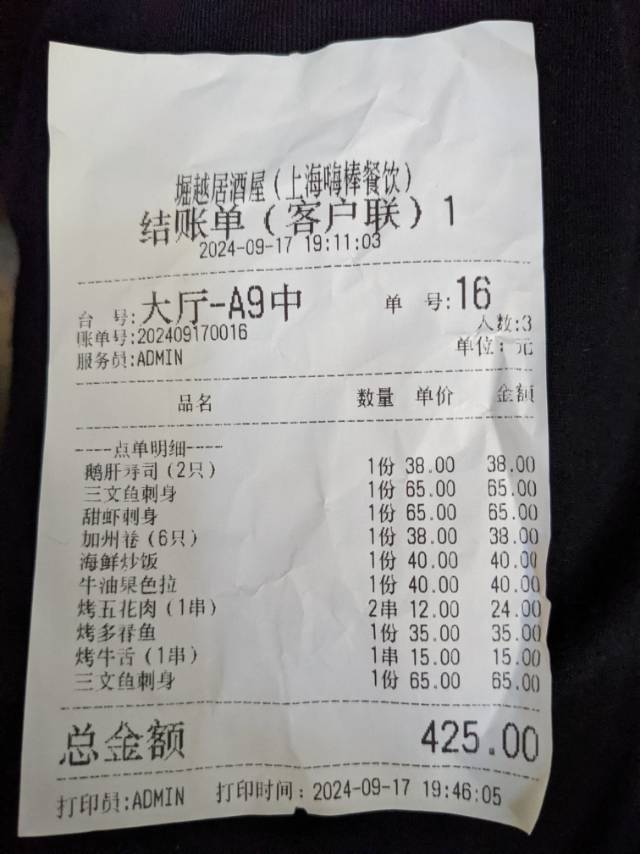 堀越居酒屋(上海嗨棒餐饮)
结账单(客户联)1
2024-09-17 19:11:03
台 号:大厅-A9中 单 号:16
账单号:202409170016 人数:3
服务员:ADMIN 单位:元
品名 数量 单价 金额
----点单明细----
鹅肝寿司(2只) 1份 38.00 38.00
三文鱼刺身 1份 65.00 65.00
甜虾刺身 1份 65.00 65.00
加州卷(6只) 1份 38.00 38.00
海鲜炒饭 1份 40.00 40.00
牛油果色拉 1份 40.00 40.00
烤五花肉(1串) 2串 12.00 24.00
烤多春鱼 1份 35.00 35.00
烤牛舌(1串) 1串 15.00 15.00
三文鱼刺身 1份 65.00 65.00
总金额 425.00
打印员:ADMIN 打印时间:2024-09-17 19:46:05